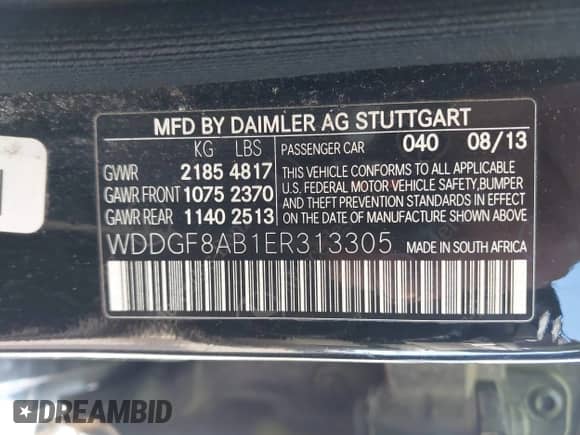 MFD BY DAIMLER AG STUTTGART
KG LBS PASSENGER CAR 040 08/13
GVWR 2185 4817
GAWR FRONT 1075 2370
GAWR REAR 1140 2513
THIS VEHICLE CONFORMS TO ALL APPLICABLE
U.S. FEDERAL MOTOR VEHICLE SAFETY,BUMPER
AND THEFT PREVENTION STANDARDS IN EFFECT
ON THE DATE OF MANUFACTURE SHOWN ABOVE
WDDGF8AB1ER313305 MADE IN SOUTH AFRICA
DREAMBID